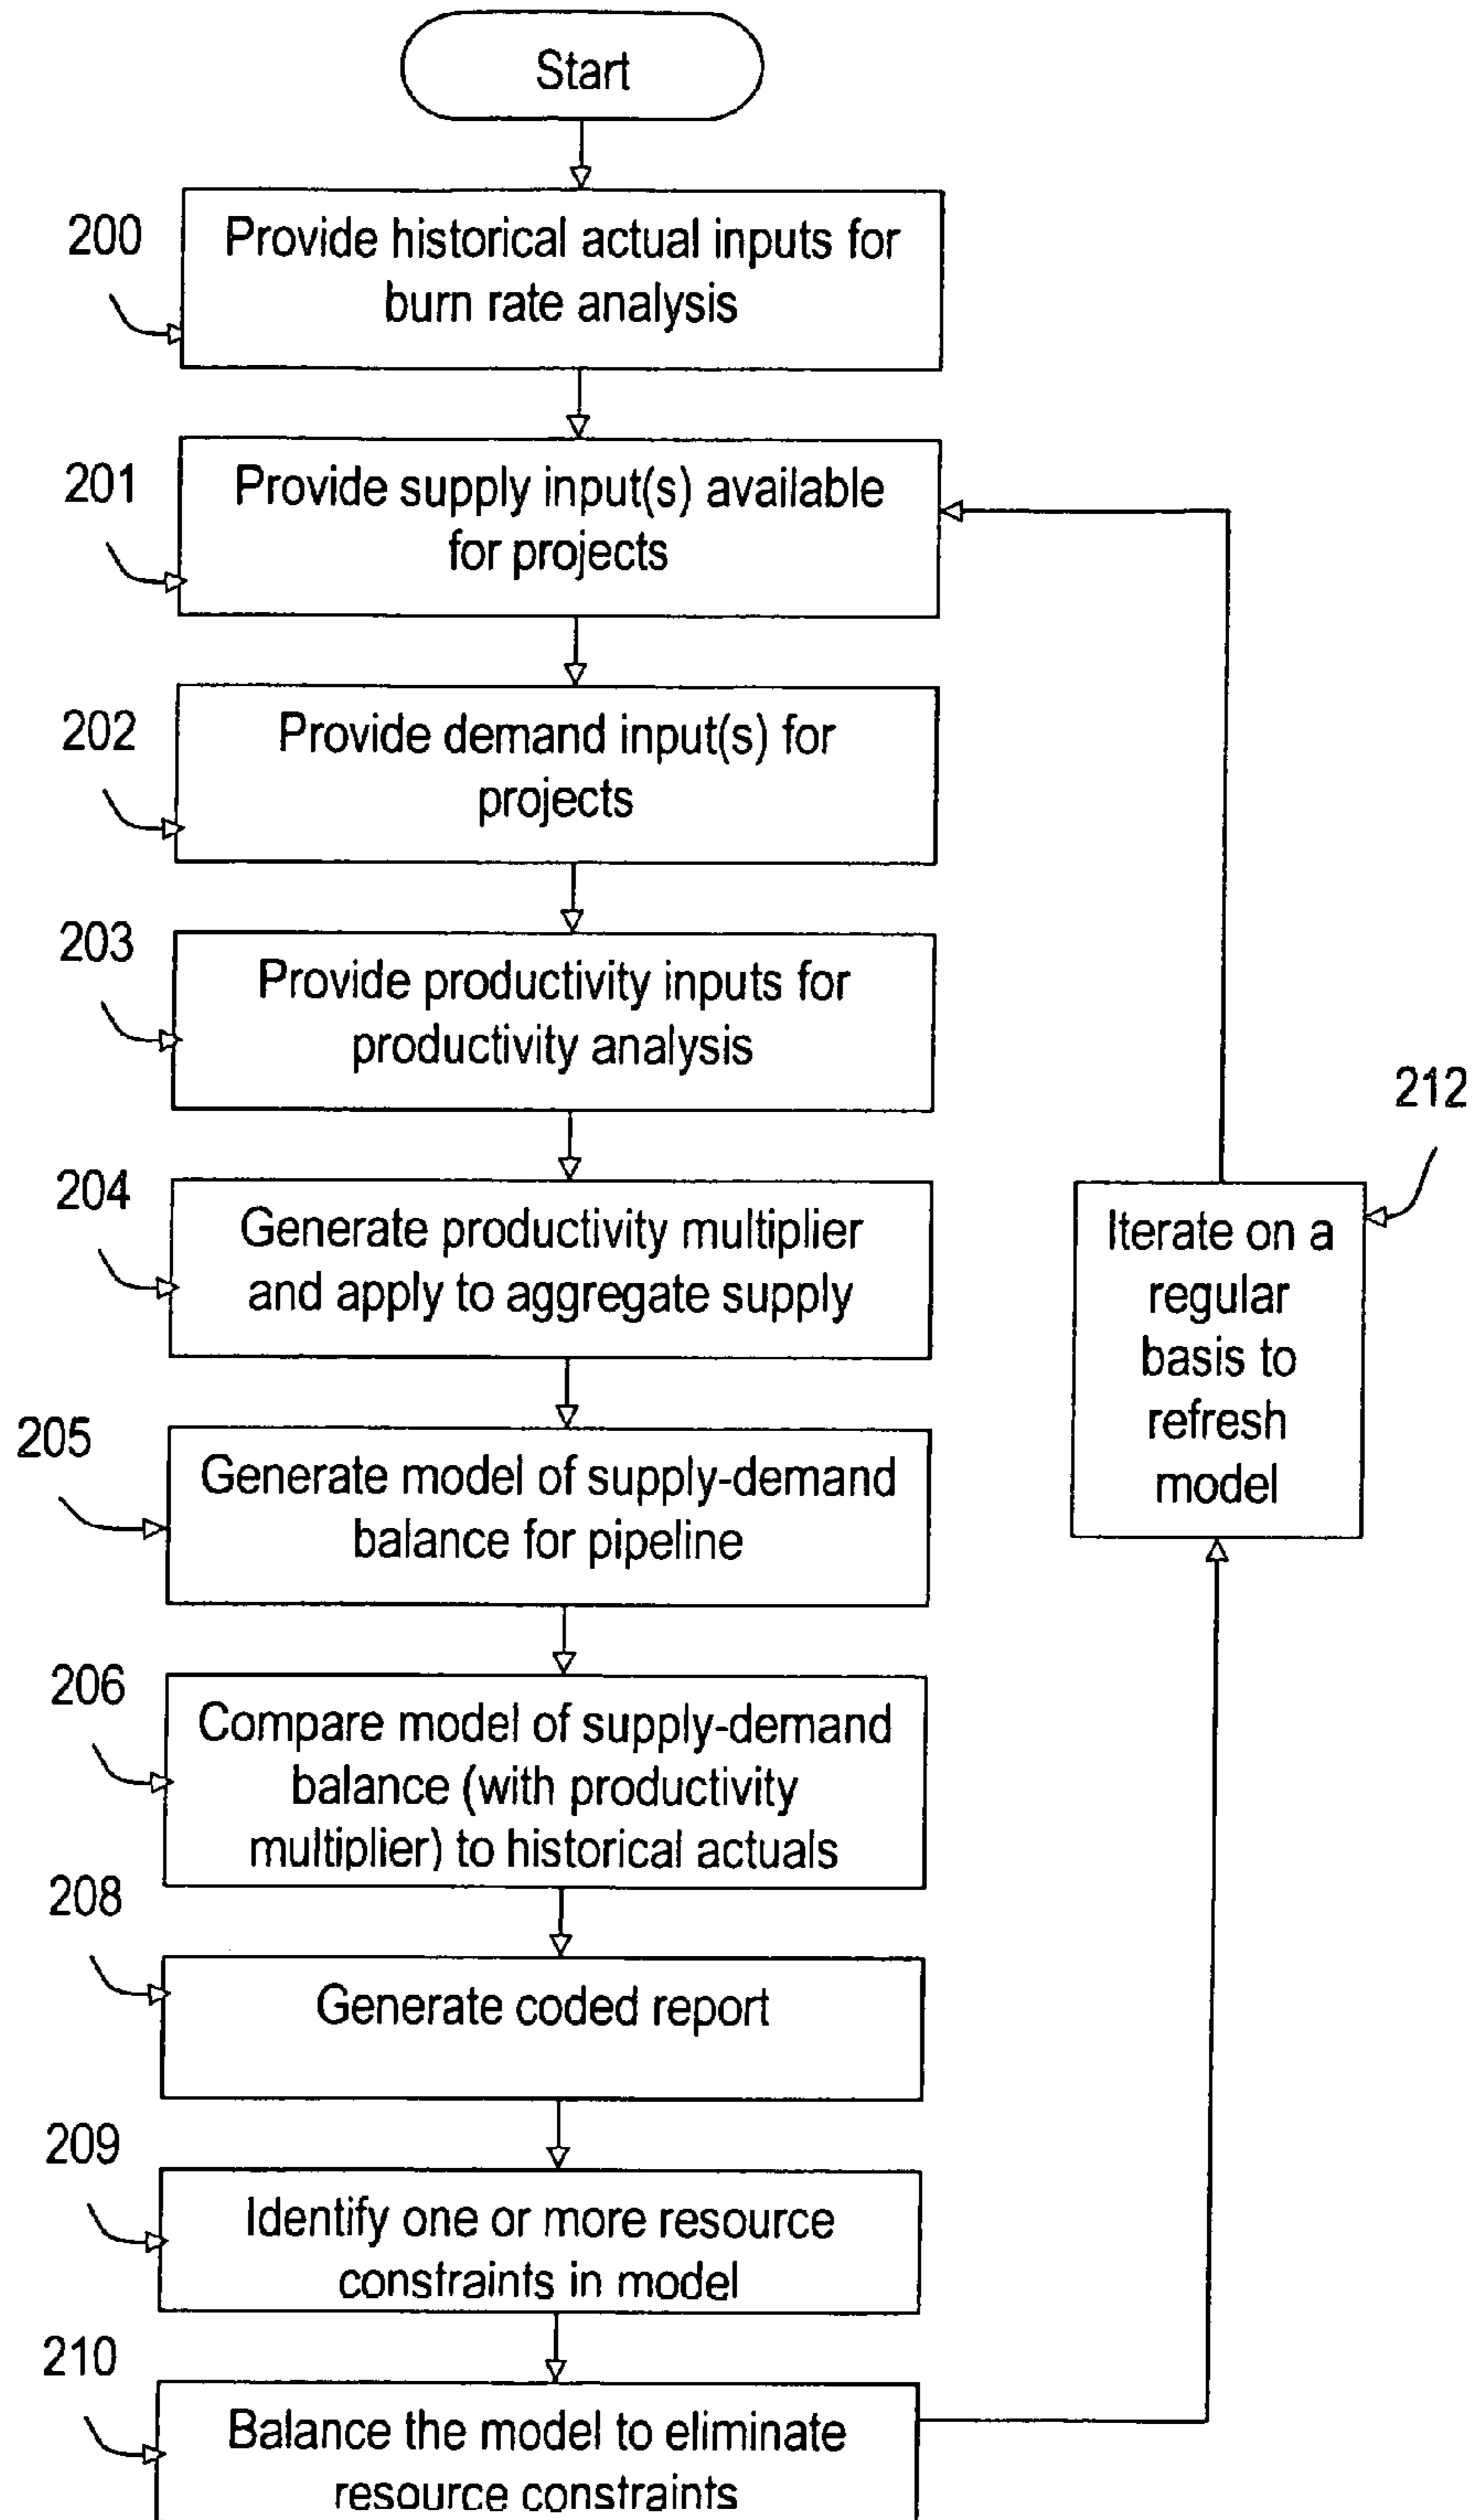 Start
200
Provide historical actual inputs for
burn rate analysis
201
Provide supply input(s) available
for projects
202
Provide demand input(s) for
projects
203
Provide productivity inputs for
productivity analysis
204
Generate productivity multiplier
and apply to aggregate supply
205
Generate model of supply-demand
balance for pipeline
206
Compare model of supply-demand
balance (with productivity
multiplier) to historical actuals
208
Generate coded report
209
Identify one or more resource
constraints in model
210
Balance the model to eliminate
resource constraints
212
Iterate on a
regular
basis to
refresh
model